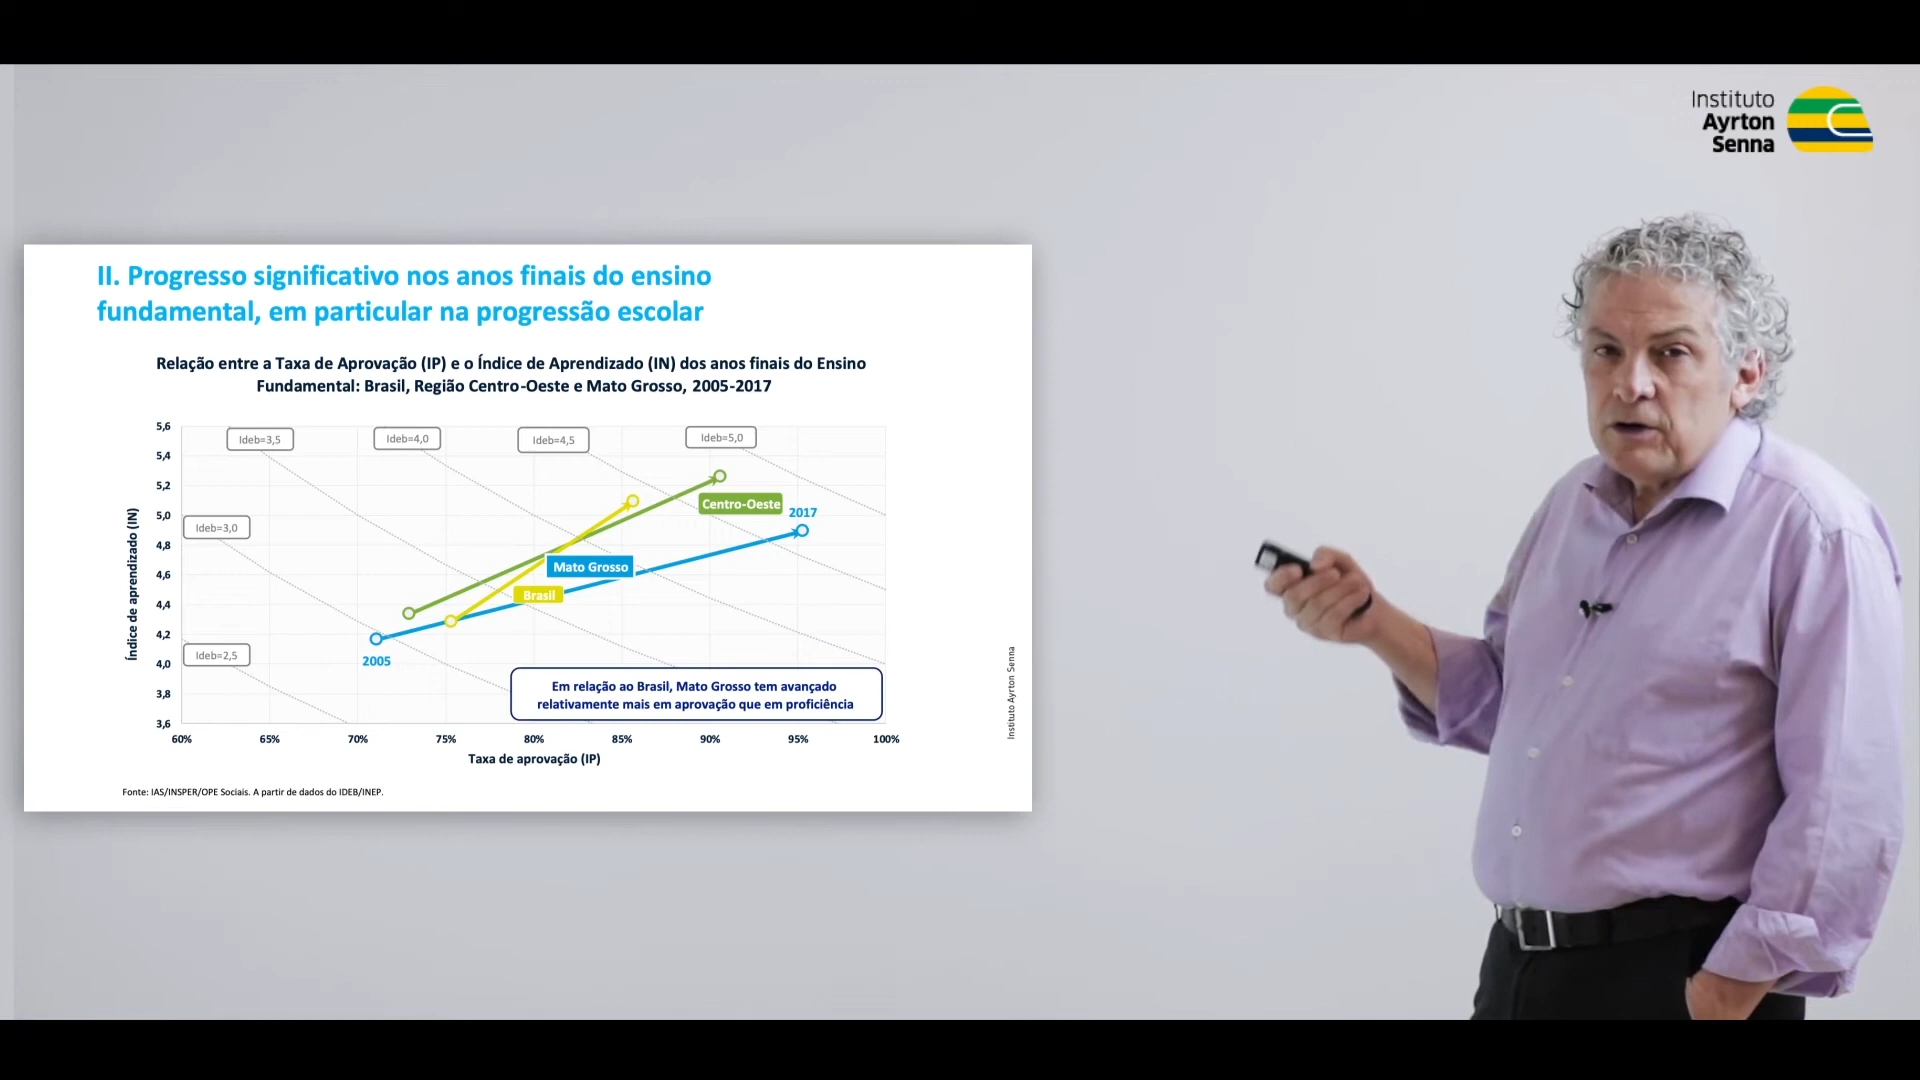 Instituto
Ayrton
Senna
II. Progresso significativo nos anos finais do ensino
fundamental, em particular na progressão escolar
Relação entre a Taxa de Aprovação (IP) e o Índice de Aprendizado (IN) dos anos finais do Ensino
Fundamental: Brasil, Região Centro-Oeste e Mato Grosso, 2005-2017
Índice de aprendizado (IN)
5,6
5,4
5,2
5,0
4,8
4,6
4,4
4,2
4,0
3,8
3,6
Ideb=3,5
Ideb=4,0
Ideb=4,5
Ideb=5,0
Ideb=3,0
Ideb=2,5
Centro-Oeste
2017
Mato Grosso
Brasil
2005
Em relação ao Brasil, Mato Grosso tem avançado
relativamente mais em aprovação que em proficiência
60% 65% 70% 75% 80% 85% 90% 95% 100%
Taxa de aprovação (IP)
Instituto Ayrton Senna
Fonte: IAS/INSPER/OPE Sociais. A partir de dados do IDEB/INEP.